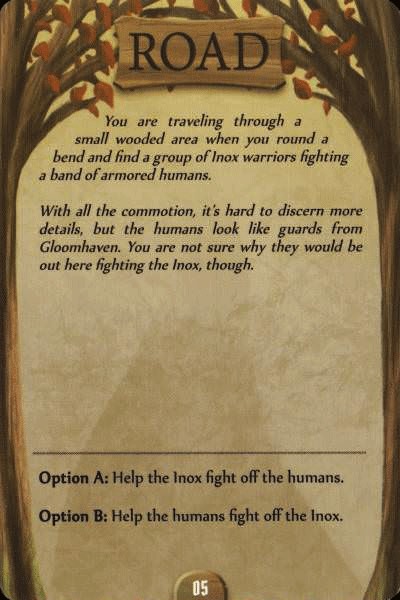 ROAD
You are traveling through a
small wooded area when you round a
bend and find a group of Inox warriors fighting
a band of armored humans.
With all the commotion, it's hard to discern more
details, but the humans look like guards from
Gloomhaven. You are not sure why they would be
out here fighting the Inox, though.
Option A: Help the Inox fight off the humans.
Option B: Help the humans fight off the Inox.
05